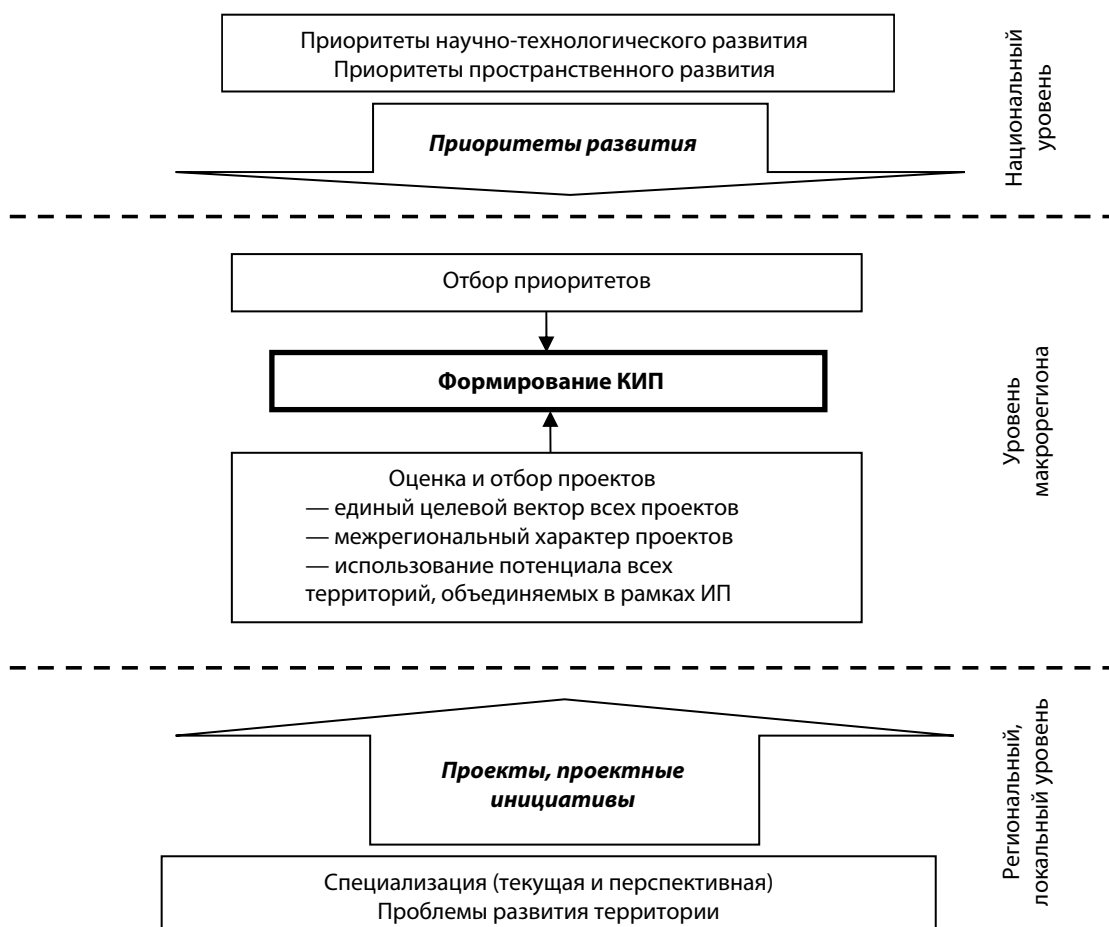 Приоритеты научно-технологического развития
Приоритеты пространственного развития
Приоритеты развития
Национальный
уровень
Отбор приоритетов
Формирование КИП
Оценка и отбор проектов
— единый целевой вектор всех проектов
— межрегиональный характер проектов
— использование потенциала всех
территорий, объединяемых в рамках ИП
Уровень
макрорегиона
Проекты, проектные
инициативы
Специализация (текущая и перспективная)
Проблемы развития территории
Региональный,
локальный уровень